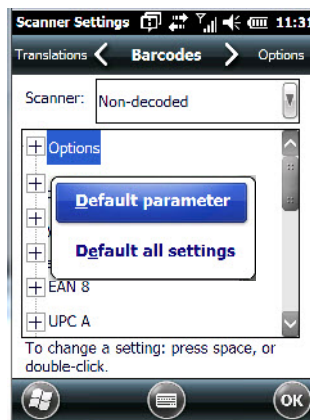 Scanner Settings 11:31
Translations Barcodes Options
Scanner: Non-decoded
Options
Default parameter
Default all settings
EAN 8
UPC A
To change a setting: press space, or
double-click.
OK